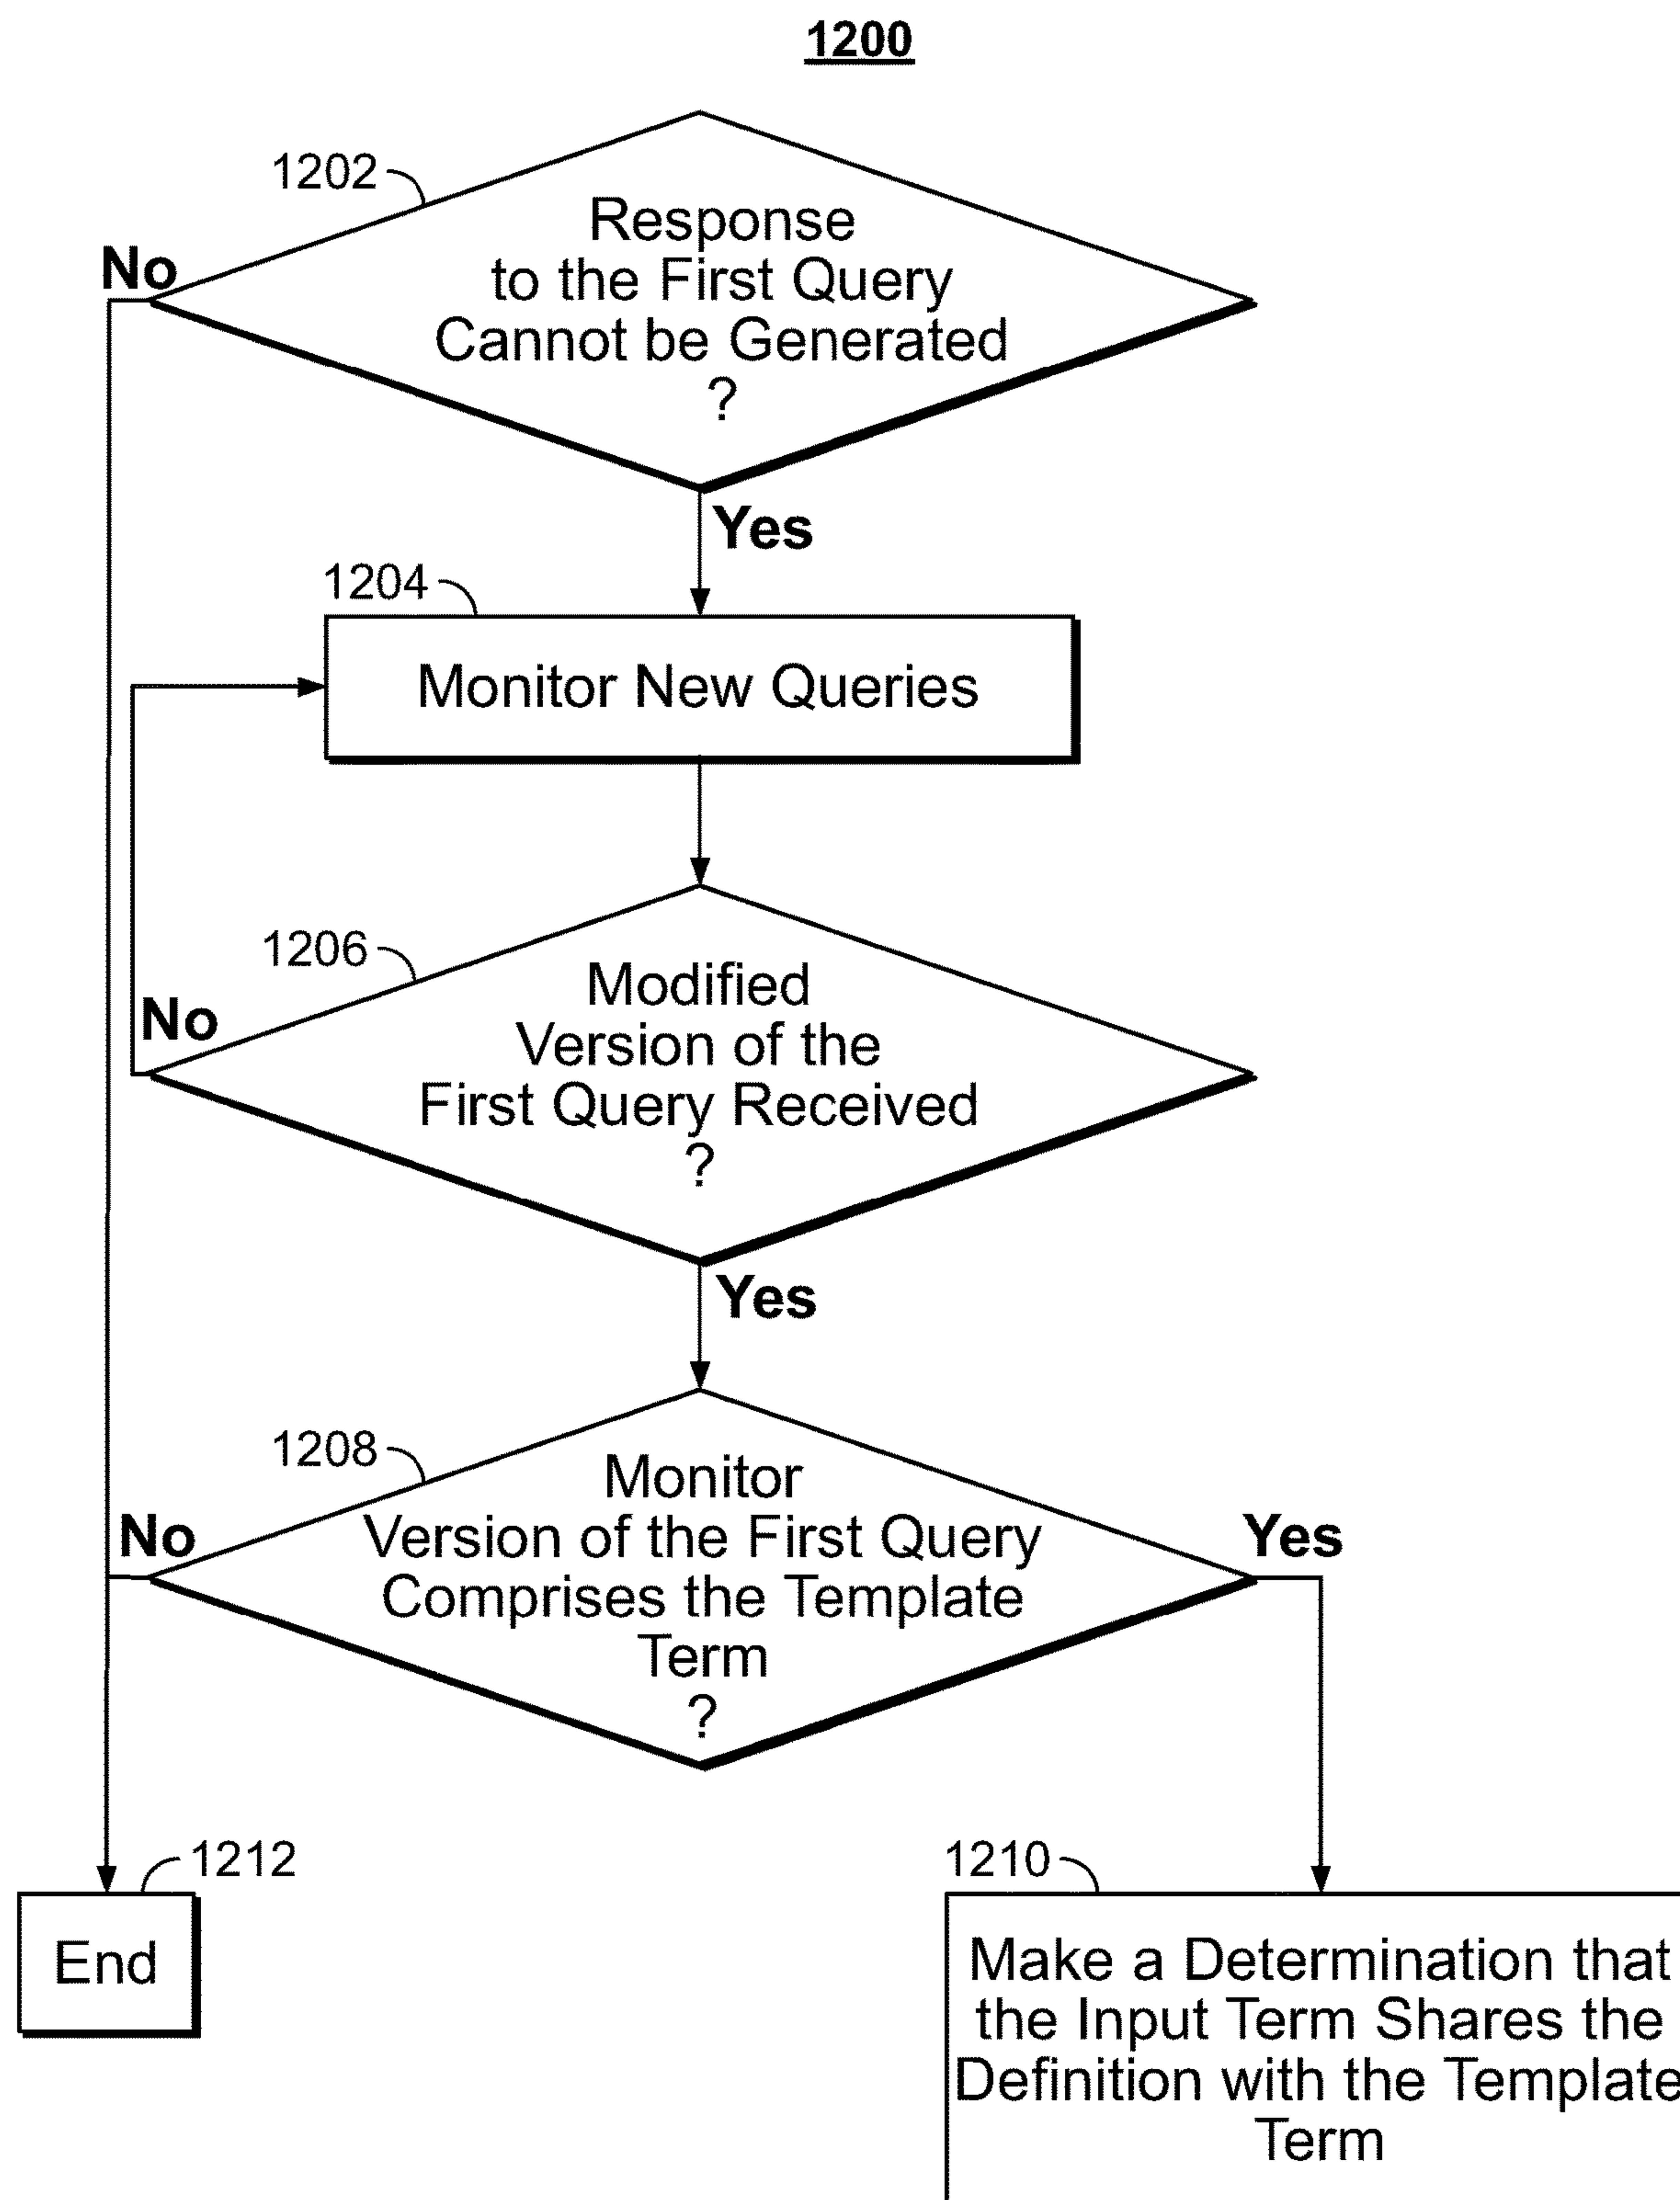 1200
1202
Response
to the First Query
Cannot be Generated
?
No
Yes
1204
Monitor New Queries
1206
Modified
Version of the
First Query Received
?
No
Yes
1208
Monitor
Version of the First Query
Comprises the Template
Term
?
No
Yes
1212
End
1210
Make a Determination that
the Input Term Shares the
Definition with the Template
Term